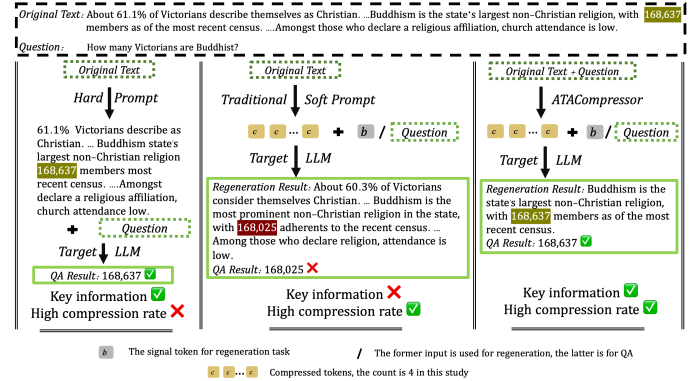 Original Text: About 61.1% of Victorians describe themselves as Christian. ...Buddhism is the state's largest non–Christian religion, with 168,637
members as of the most recent census. ....Amongst those who declare a religious affiliation, church attendance is low.
Question: How many Victorians are Buddhist?
Original Text
Hard Prompt
61.1% Victorians describe as
Christian. ... Buddhism state's
largest non–Christian religion
168,637 members most
recent census. ....Amongst
declare a religious affiliation,
church attendance low.
+ Question
Target LLM
QA Result: 168,637
Key information
High compression rate
Original Text
Traditional Soft Prompt
c c ... c + b / Question
Target LLM
Regeneration Result: About 60.3% of Victorians
consider themselves Christian. ... Buddhism is the
most prominent non–Christian religion in the state,
with 168,025 adherents to the recent census. ...
Among those who declare religion, attendance is
low.
QA Result: 168,025
Key information
High compression rate
Original Text + Question
ATACompressor
c c ... c + b / Question
Target LLM
Regeneration Result: Buddhism is the
state's largest non–Christian religion,
with 168,637 members as of the most
recent census.
QA Result: 168,637
Key information
High compression rate
b The signal token for regeneration task
/ The former input is used for regeneration, the latter is for QA
c c ... c Compressed tokens, the count is 4 in this study